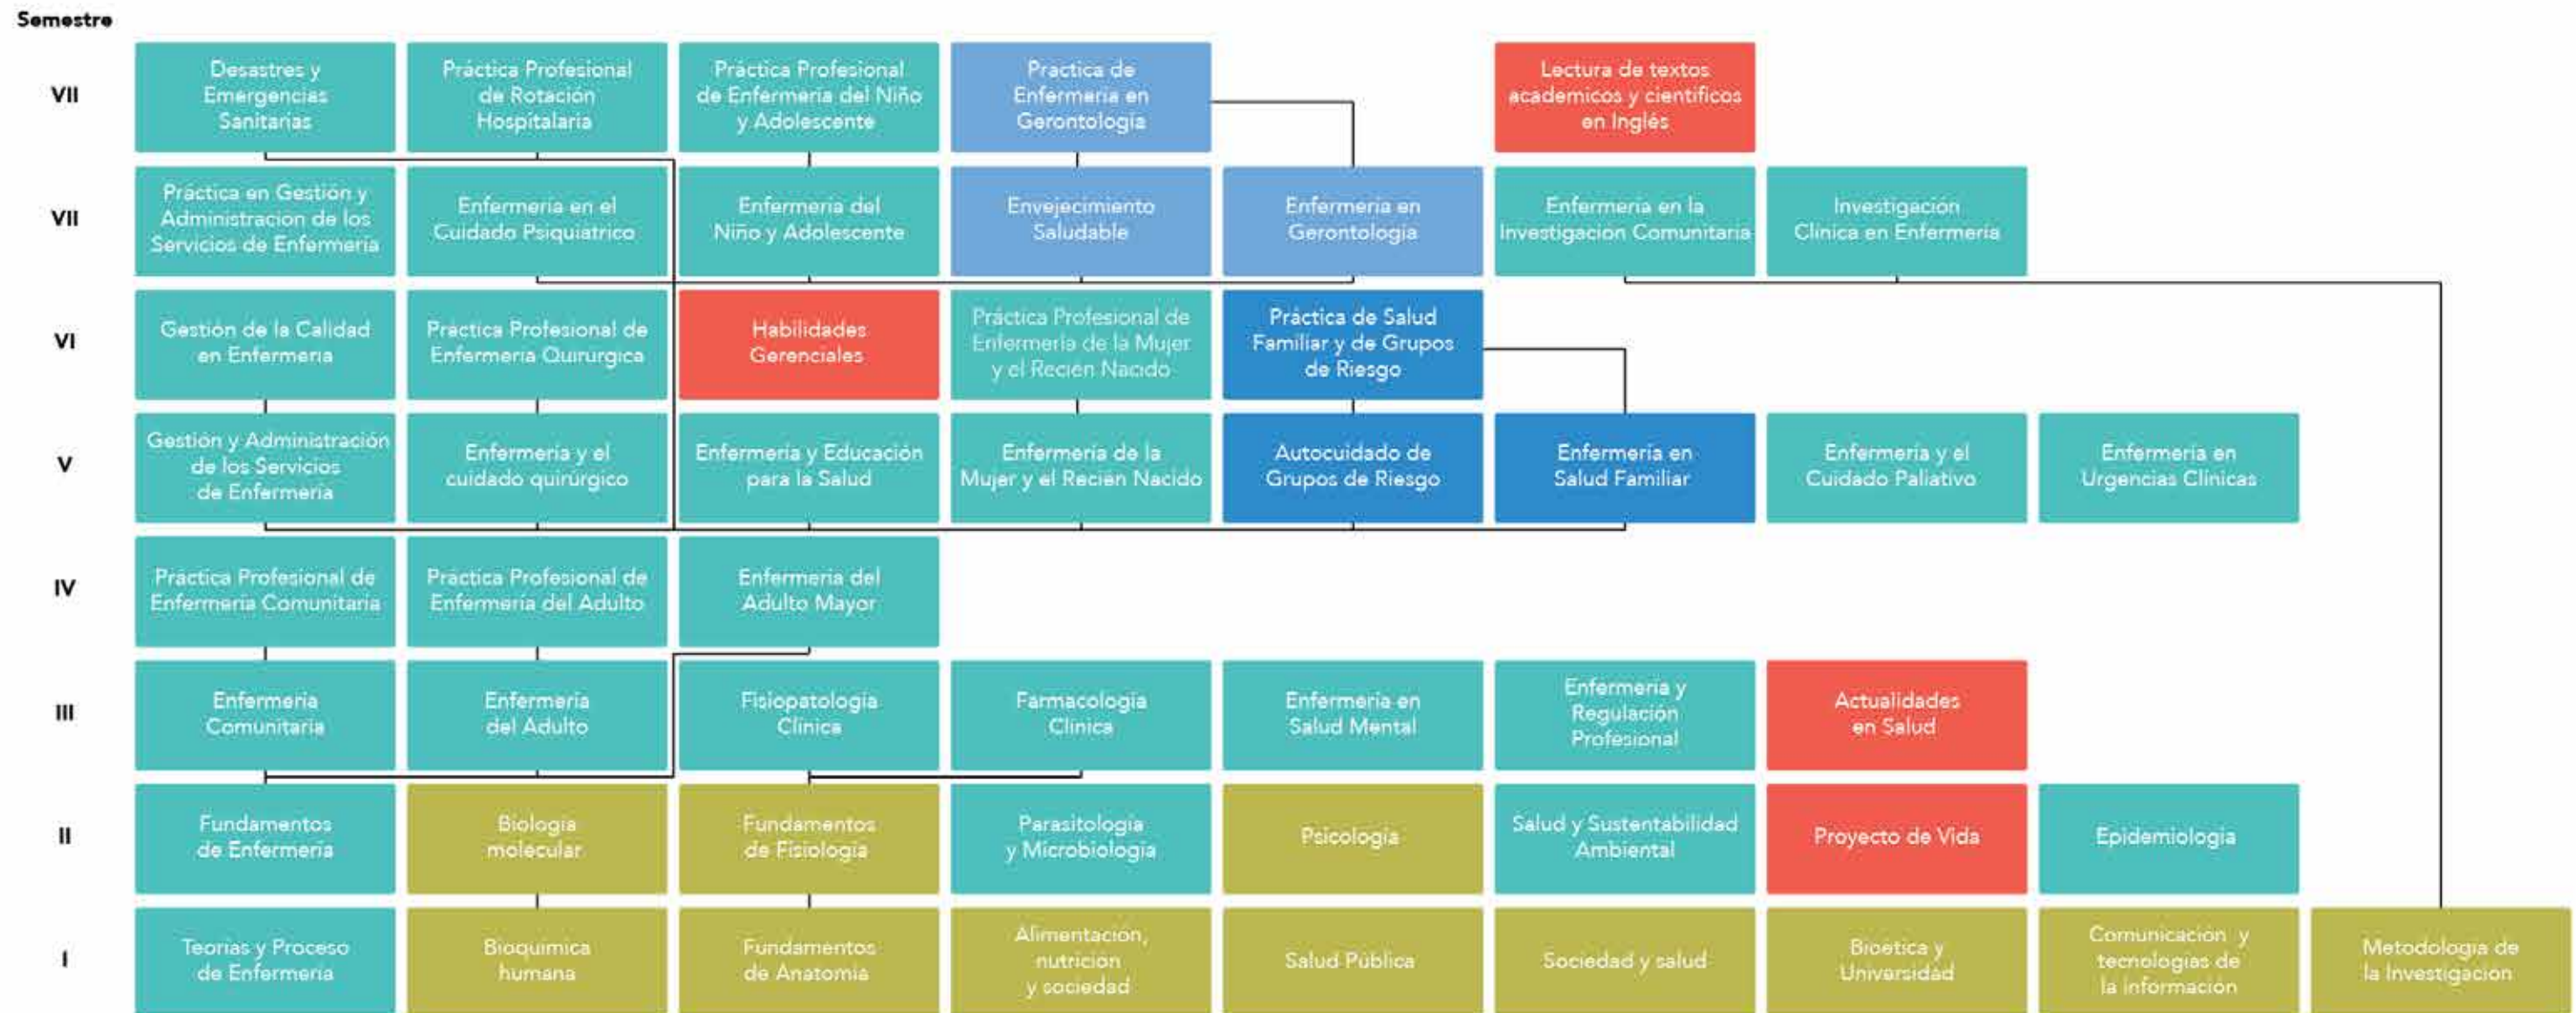 Semestre
VII
Desastres y
Emergencias
Sanitarias
Práctica Profesional
de Rotación
Hospitalaria
Práctica Profesional
de Enfermería del Niño
y Adolescente
Practica de
Enfermería en
Gerontología
Lectura de textos
academicos y científicos
en Inglés
VII
Práctica en Gestión y
Administración de los
Servicios de Enfermería
Enfermería en el
Cuidado Psiquiátrico
Enfermería del
Niño y Adolescente
Envejecimiento
Saludable
Enfermería en
Gerontología
Enfermería en la
Investigación Comunitaria
Investigación
Clínica en Enfermería
VI
Gestión de la Calidad
en Enfermería
Práctica Profesional de
Enfermería Quirúrgica
Habilidades
Gerenciales
Práctica Profesional de
Enfermería de la Mujer
y el Recién Nacido
Práctica de Salud
Familiar y de Grupos
de Riesgo
V
Gestión y Administración
de los Servicios
de Enfermería
Enfermería y el
cuidado quirúrgico
Enfermería y Educación
para la Salud
Enfermería de la
Mujer y el Recién Nacido
Autocuidado de
Grupos de Riesgo
Enfermería en
Salud Familiar
Enfermería y el
Cuidado Paliativo
Enfermería en
Urgencias Clínicas
IV
Práctica Profesional de
Enfermería Comunitaria
Práctica Profesional de
Enfermería del Adulto
Enfermería del
Adulto Mayor
III
Enfermería
Comunitaria
Enfermería
del Adulto
Fisiopatología
Clínica
Farmacología
Clínica
Enfermería en
Salud Mental
Enfermería y
Regulación
Profesional
Actualidades
en Salud
II
Fundamentos
de Enfermería
Biología
molecular
Fundamentos
de Fisiología
Parasitología
y Microbiología
Psicología
Salud y Sustentabilidad
Ambiental
Proyecto de Vida
Epidemiología
I
Teorías y Proceso
de Enfermería
Bioquímica
humana
Fundamentos
de Anatomía
Alimentación,
nutrición
y sociedad
Salud Pública
Sociedad y salud
Bioética y
Universidad
Comunicación y
tecnologías de
la información
Metodología de
la Investigación